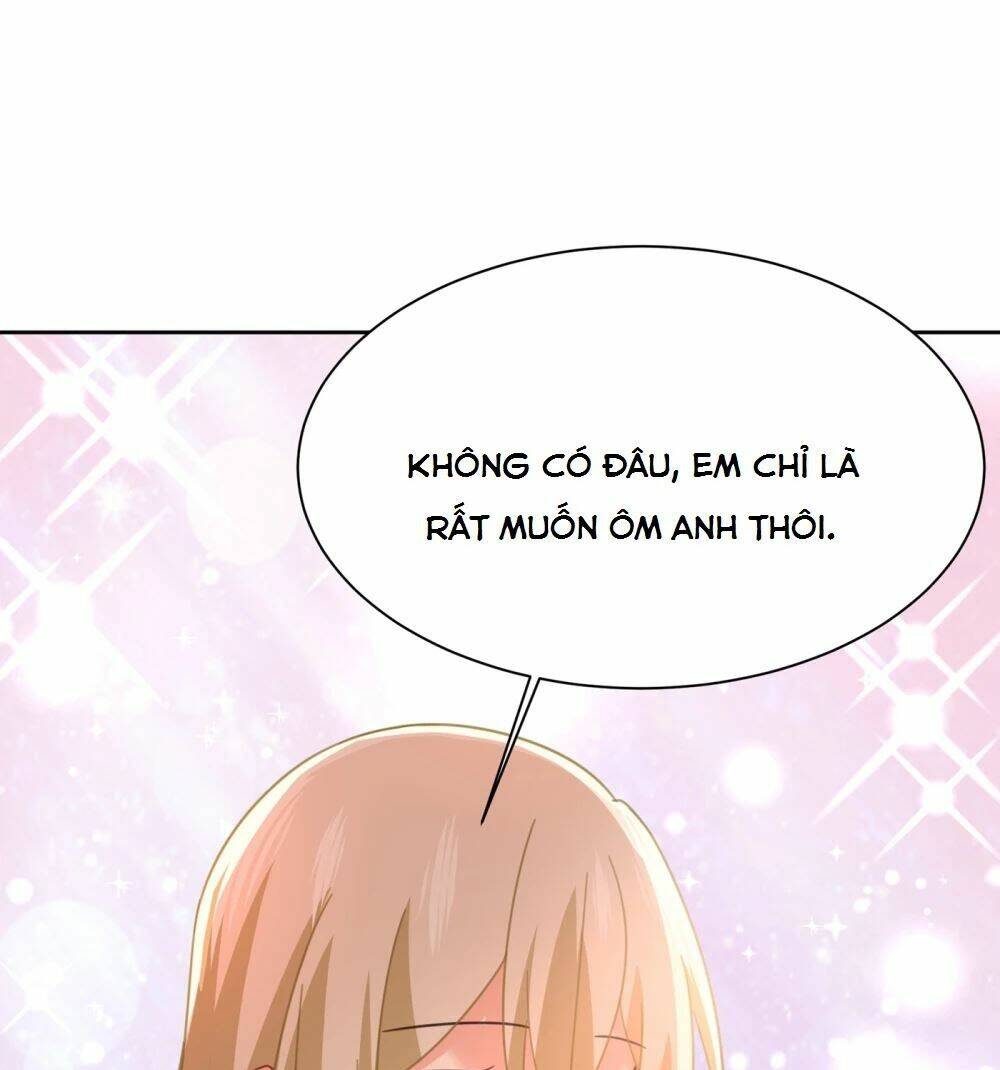 KHÔNG CÓ ĐÂU, EM CHỈ LÀ
RẤT MUỐN ÔM ANH THÔI.